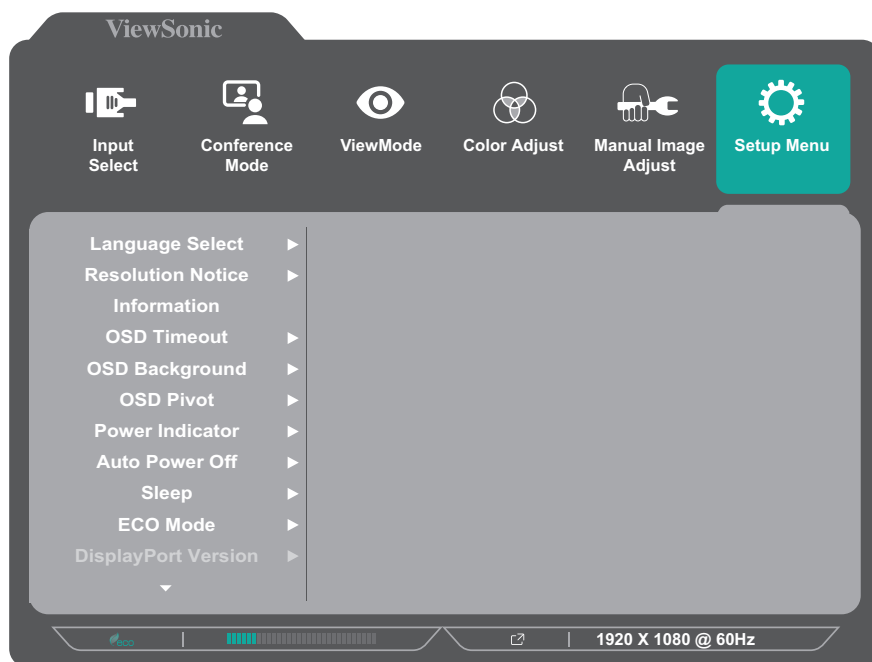 ViewSonic
Input
Select
Conference
Mode
ViewMode
Color Adjust
Manual Image
Adjust
Setup Menu
Language Select
Resolution Notice
Information
OSD Timeout
OSD Background
OSD Pivot
Power Indicator
Auto Power Off
Sleep
ECO Mode
DisplayPort Version
eco
1920 X 1080 @ 60Hz